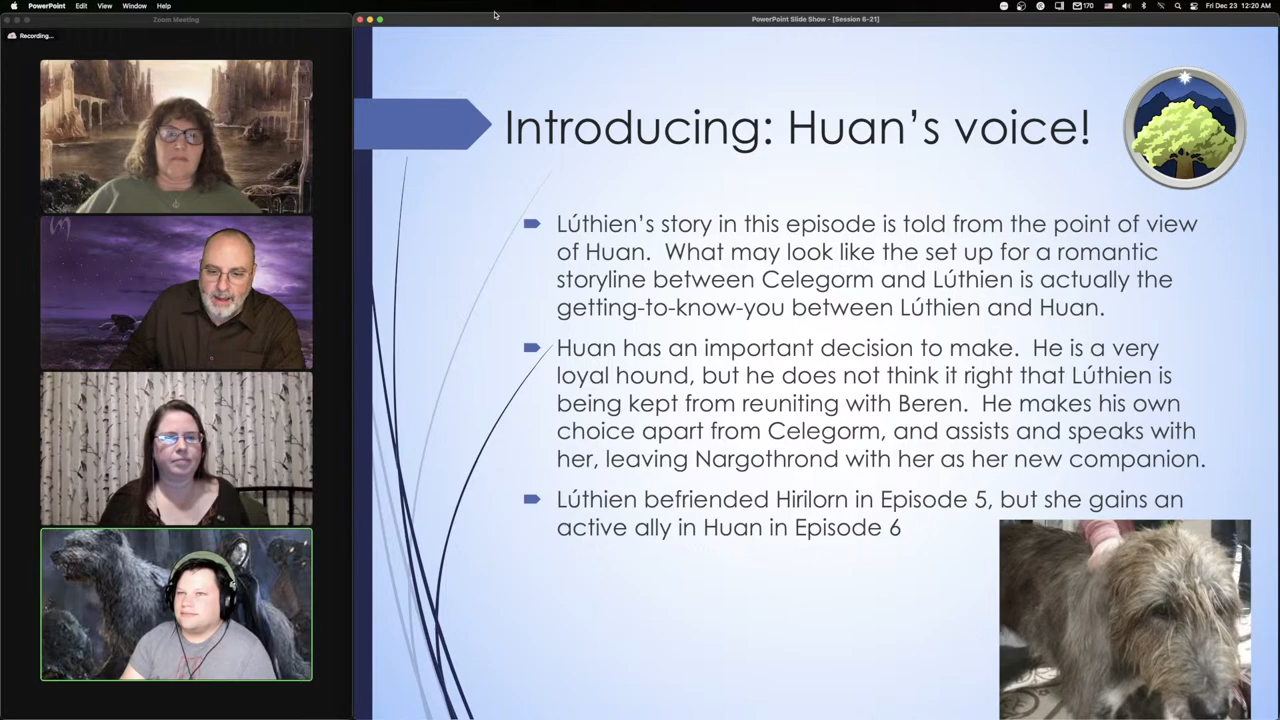 PowerPoint Edit View Window Help
170 Fri Dec 23 12:20 AM
Zoom Meeting
PowerPoint Slide Show - [Session 6-21]
Recording...
Introducing: Huan's voice!
Lúthien's story in this episode is told from the point of view
of Huan. What may look like the set up for a romantic
storyline between Celegorm and Lúthien is actually the
getting-to-know-you between Lúthien and Huan.
Huan has an important decision to make. He is a very
loyal hound, but he does not think it right that Lúthien is
being kept from reuniting with Beren. He makes his own
choice apart from Celegorm, and assists and speaks with
her, leaving Nargothrond with her as her new companion.
Lúthien befriended Hirilorn in Episode 5, but she gains an
active ally in Huan in Episode 6